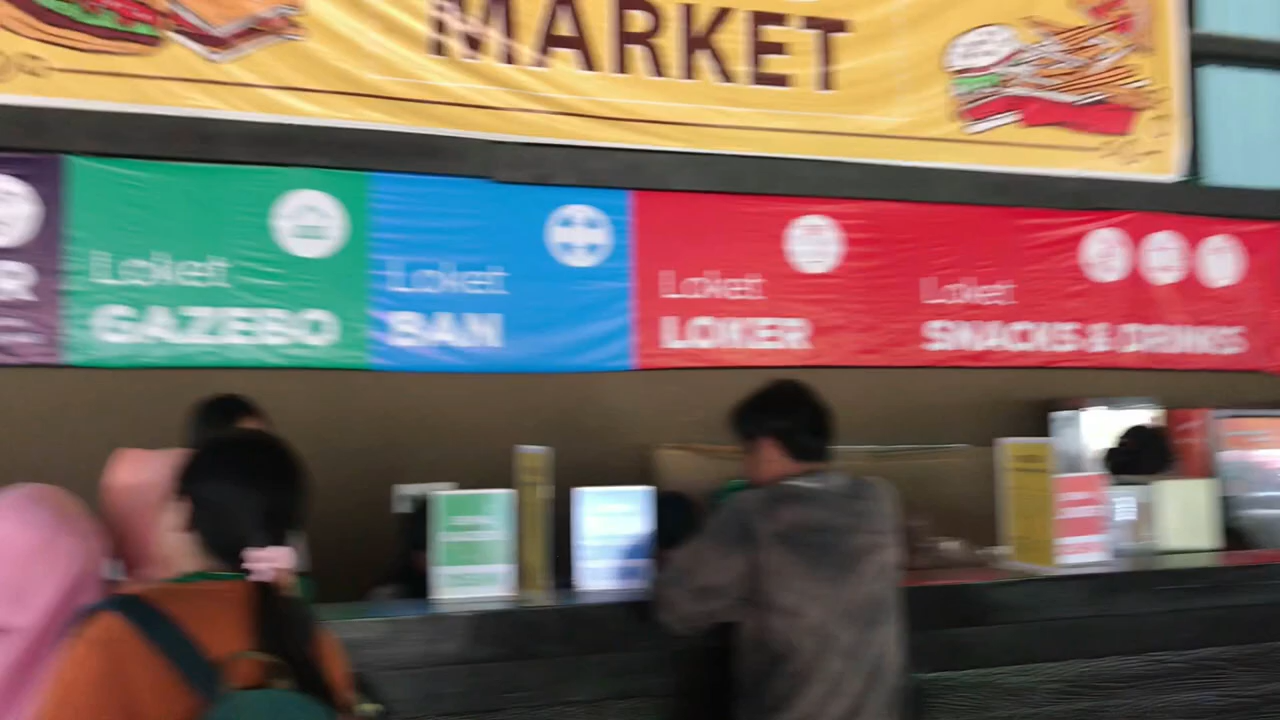 MARKET
R
Loket
GAZEBO
Loket
BAN
Loket
LOKER
Loket
SNACKS & DRINKS